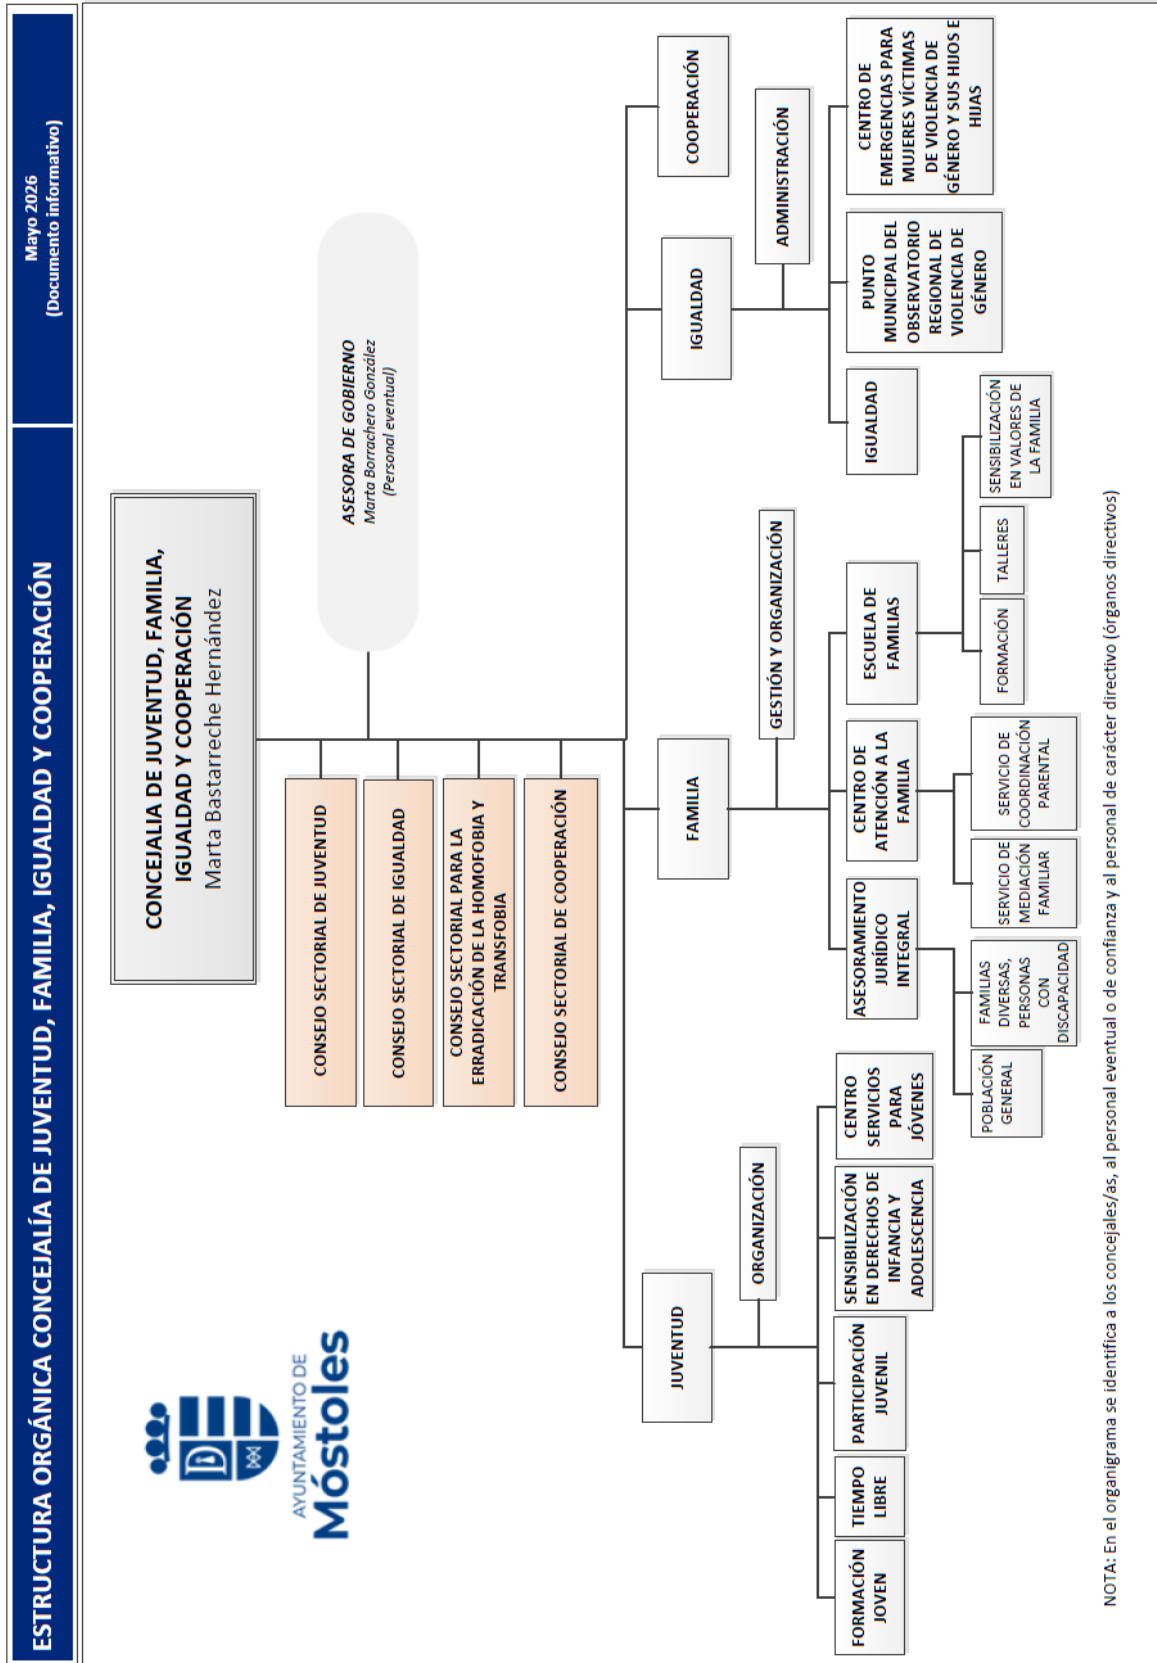 ESTRUCTURA ORGÁNICA CONCEJALÍA DE JUVENTUD, FAMILIA, IGUALDAD Y COOPERACIÓN
Mayo 2026
(Documento informativo)
AYUNTAMIENTO DE
Móstoles
CONCEJALIA DE JUVENTUD, FAMILIA,
IGUALDAD Y COOPERACIÓN
Marta Bastarreche Hernández
ASESORA DE GOBIERNO
Marta Borrachero González
(Personal eventual)
CONSEJO SECTORIAL DE JUVENTUD
CONSEJO SECTORIAL DE IGUALDAD
CONSEJO SECTORIAL PARA LA
ERRADICACIÓN DE LA HOMOFOBIA Y
TRANSFOBIA
CONSEJO SECTORIAL DE COOPERACIÓN
JUVENTUD
ORGANIZACIÓN
FORMACIÓN
JOVEN
TIEMPO
LIBRE
PARTICIPACIÓN
JUVENIL
SENSIBILIZACIÓN
EN DERECHOS DE
INFANCIA Y
ADOLESCENCIA
CENTRO
SERVICIOS
PARA
JÓVENES
FAMILIA
GESTIÓN Y ORGANIZACIÓN
ASESORAMIENTO
JURÍDICO
INTEGRAL
POBLACIÓN
GENERAL
FAMILIAS
DIVERSAS,
PERSONAS
CON
DISCAPACIDAD
CENTRO DE
ATENCIÓN A LA
FAMILIA
SERVICIO DE
MEDIACIÓN
FAMILIAR
SERVICIO DE
COORDINACIÓN
PARENTAL
ESCUELA DE
FAMILIAS
FORMACIÓN
TALLERES
SENSIBILIZACIÓN
EN VALORES DE
LA FAMILIA
IGUALDAD
ADMINISTRACIÓN
IGUALDAD
PUNTO
MUNICIPAL DEL
OBSERVATORIO
REGIONAL DE
VIOLENCIA DE
GÉNERO
CENTRO DE
EMERGENCIAS PARA
MUJERES VÍCTIMAS
DE VIOLENCIA DE
GÉNERO Y SUS HIJOS E
HIJAS
COOPERACIÓN
NOTA: En el organigrama se identifica a los concejales/as, al personal eventual o de confianza y al personal de carácter directivo (órganos directivos)